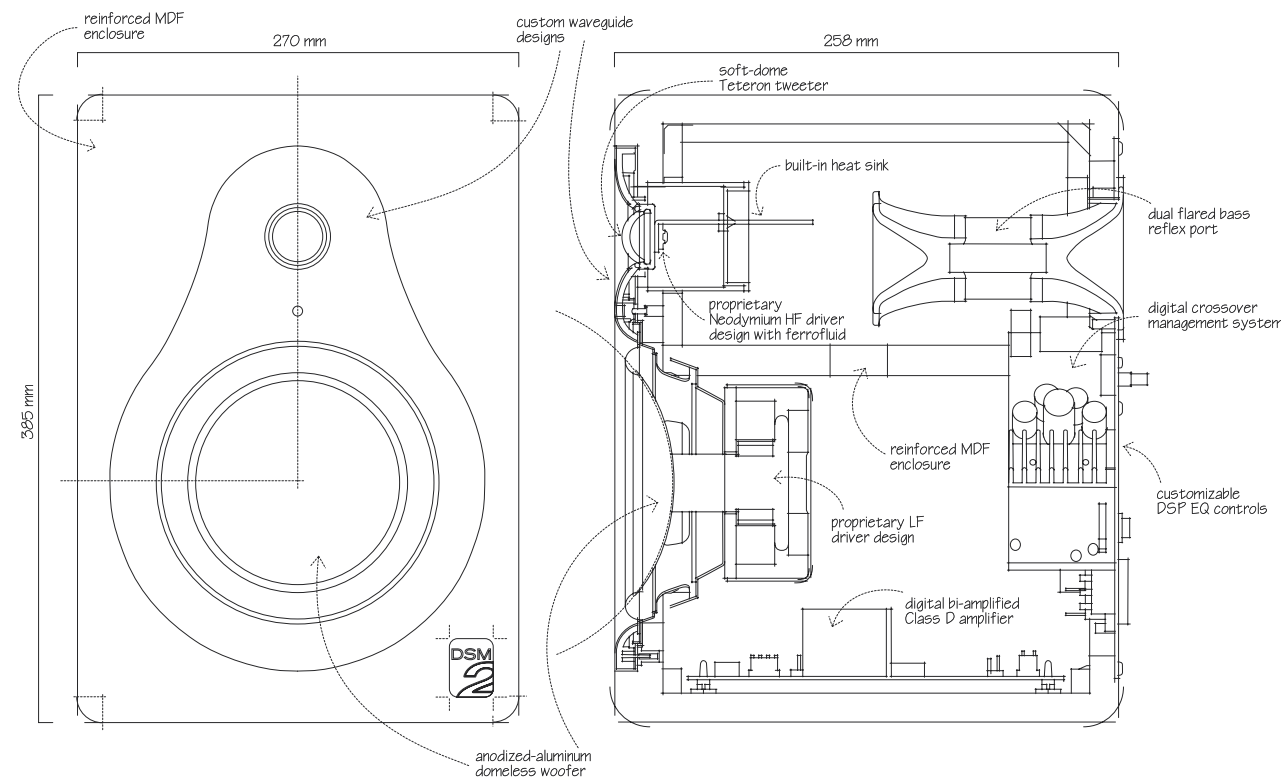 reinforced MDF
enclosure
270 mm
custom waveguide
designs
258 mm
soft-dome
Teteron tweeter
built-in heat sink
dual flared bass
reflex port
proprietary
Neodymium HF driver
design with ferrofluid
digital crossover
management system
385 mm
reinforced MDF
enclosure
customizable
DSP EQ controls
proprietary LF
driver design
digital bi-amplified
Class D amplifier
DSM
2
anodized-aluminum
domeless woofer